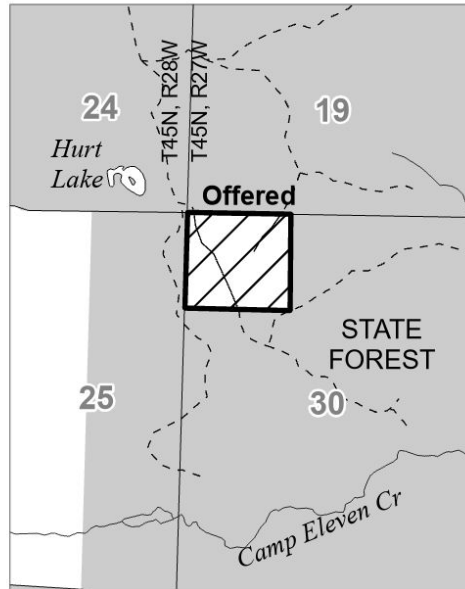 T45N, R28W
T45N, R27W
24
19
Hurt
Lake
Offered
STATE
FOREST
25
30
Camp Eleven Cr